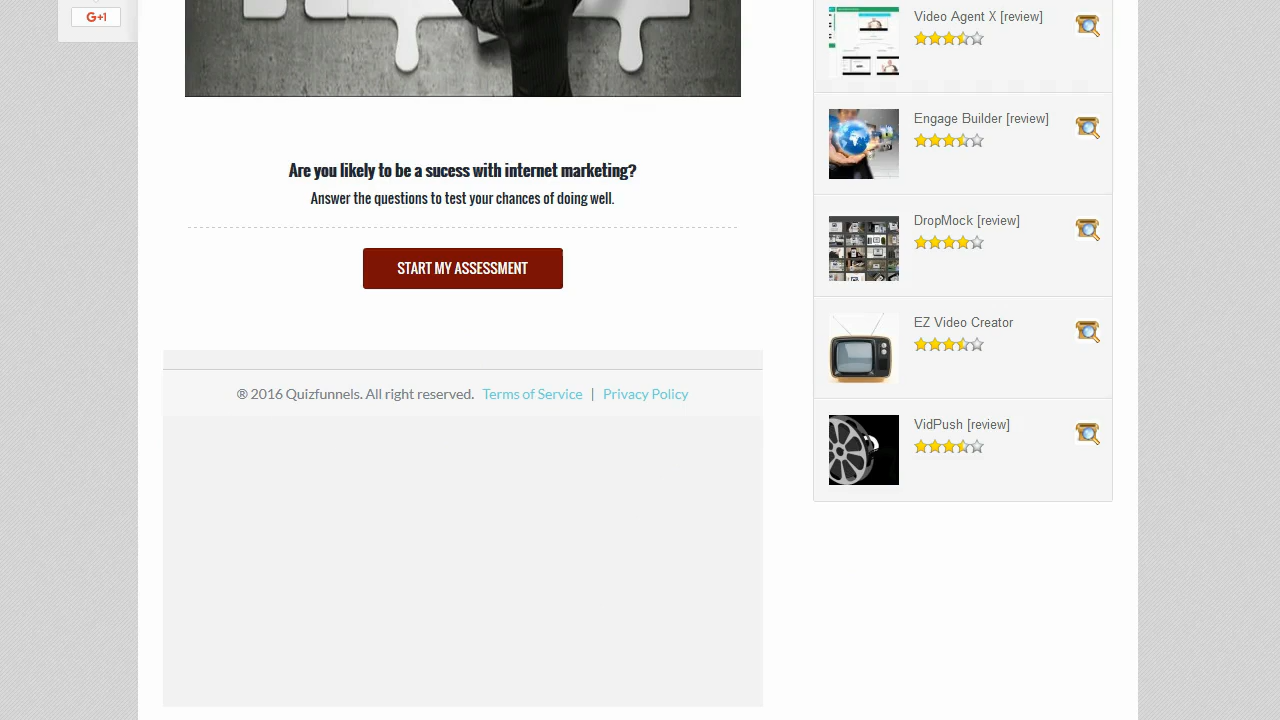 G+1
Are you likely to be a sucess with internet marketing?
Answer the questions to test your chances of doing well.
START MY ASSESSMENT
® 2016 Quizfunnels. All right reserved. Terms of Service | Privacy Policy
Video Agent X1
Engage Builder [review]
DropMock [review]
EZ Video Creator
VidPush [review]